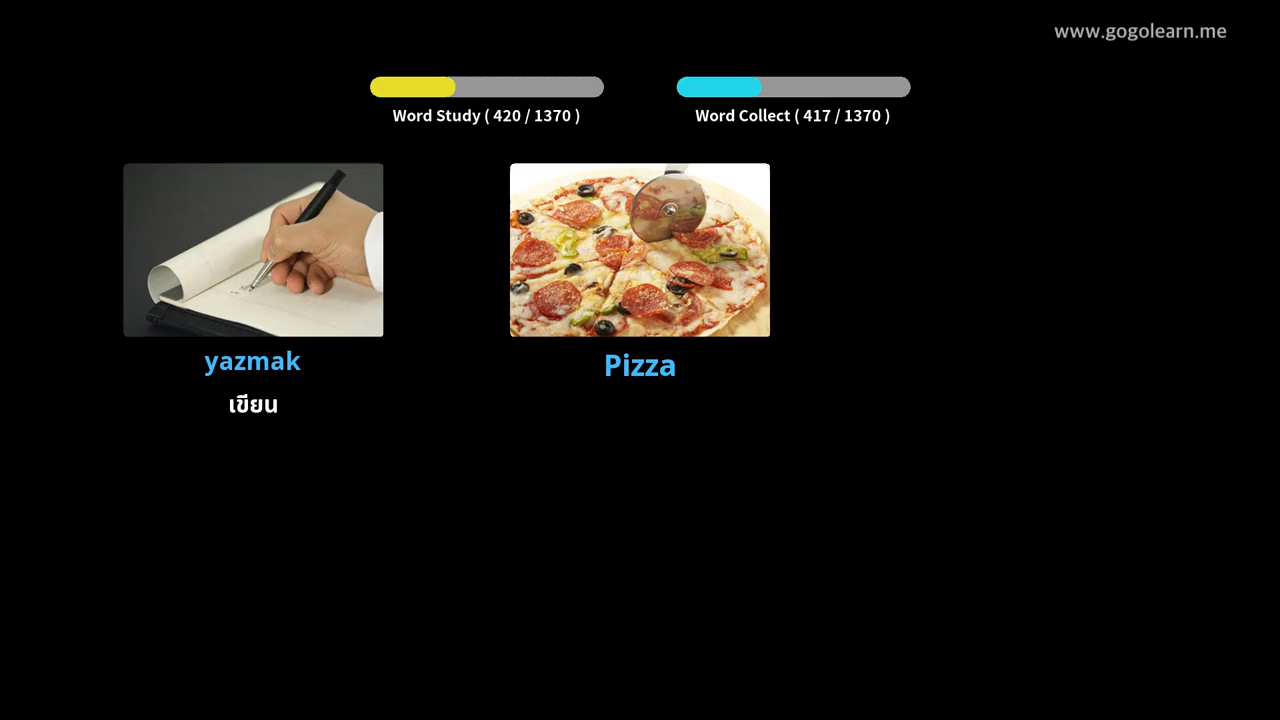 www.gogolearn.me
Word Study ( 420 / 1370 )
Word Collect ( 417 / 1370 )
yazmak
เขียน
Pizza